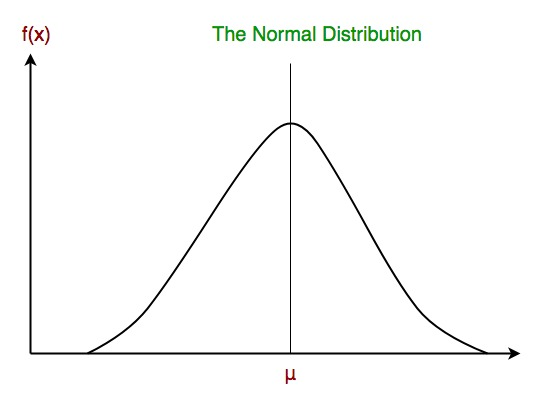 f(x)
The Normal Distribution
μ